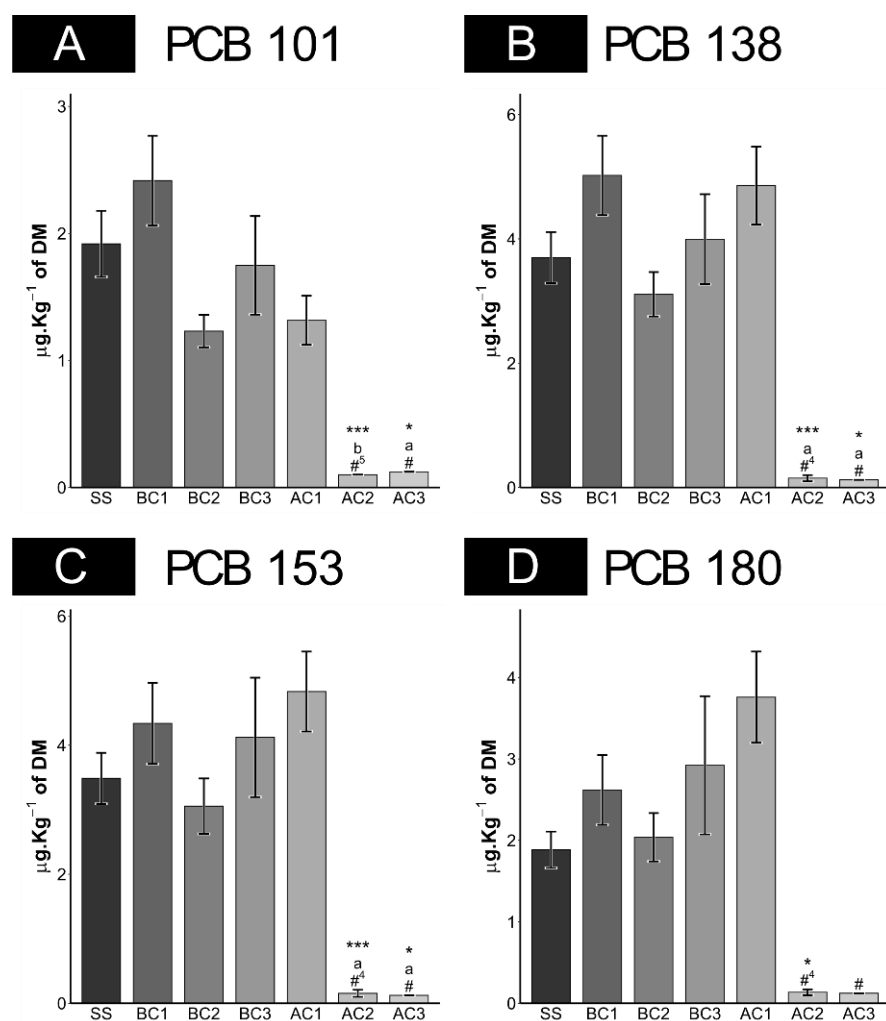 A PCB 101
3
2
1
0
μg.Kg⁻¹ of DM
***
b
#⁵
*
a
#
SS BC1 BC2 BC3 AC1 AC2 AC3
B PCB 138
6
4
2
0
μg.Kg⁻¹ of DM
***
a
#⁴
*
a
#
SS BC1 BC2 BC3 AC1 AC2 AC3
C PCB 153
6
4
2
0
μg.Kg⁻¹ of DM
***
a
#⁴
*
a
#
SS BC1 BC2 BC3 AC1 AC2 AC3
D PCB 180
4
3
2
1
0
μg.Kg⁻¹ of DM
*
#⁴
#
SS BC1 BC2 BC3 AC1 AC2 AC3